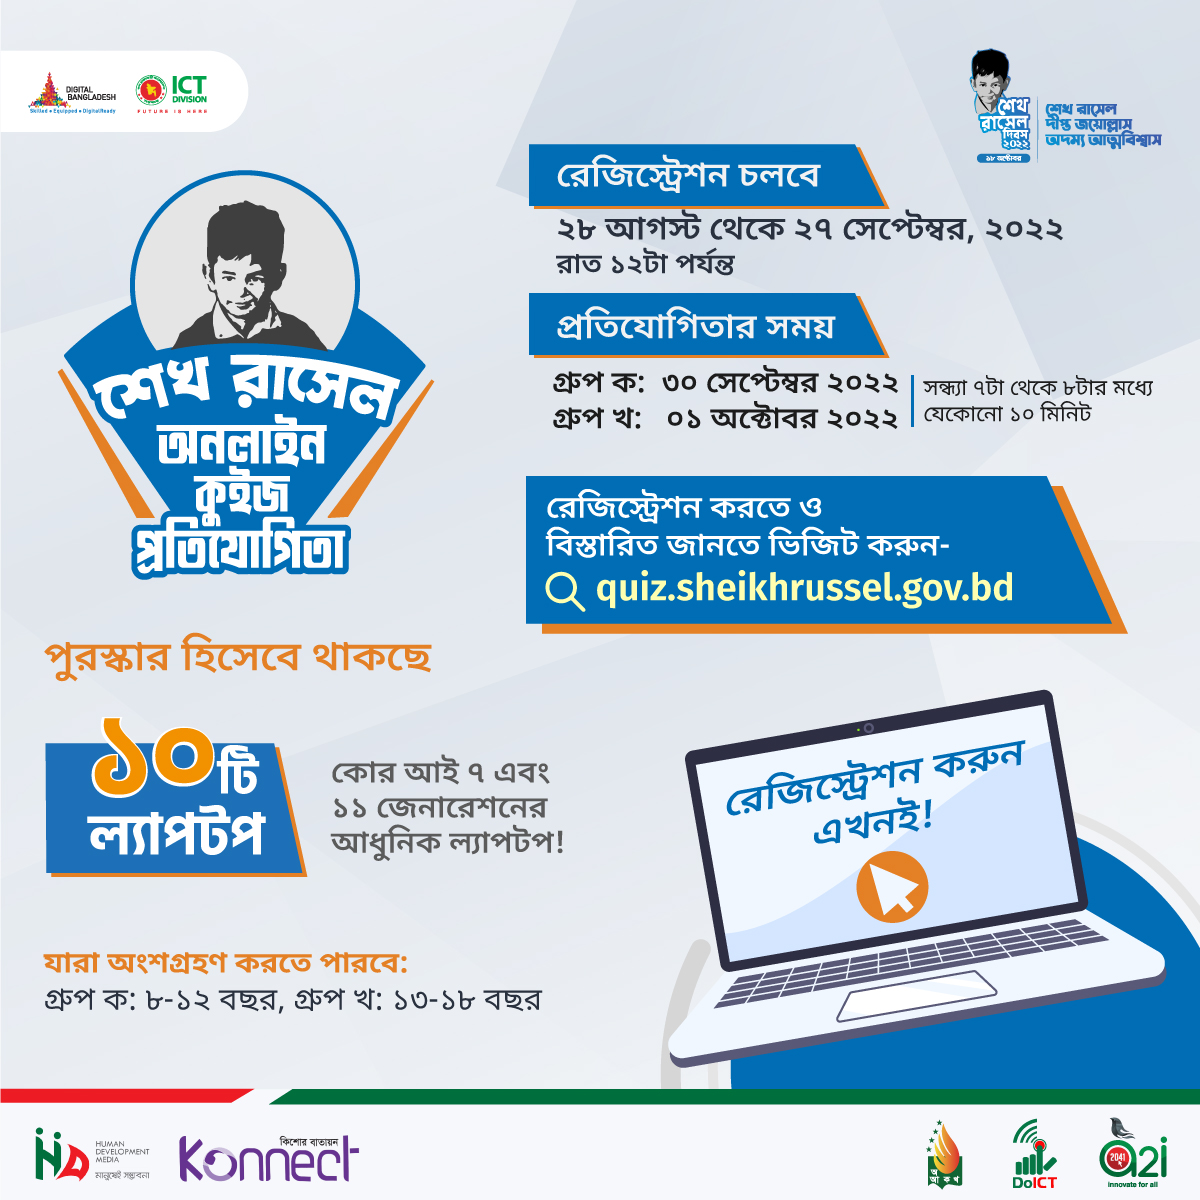 DIGITAL
BANGLADESH
Skilled • Equipped • DigitalReady
ICT
DIVISION
FUTURE IS HERE
শেখ
রাসেল
দিবস
২০২২
১৮ অক্টোবর
শেখ রাসেল
দীপ্ত জয়োল্লাস
অদম্য আত্মবিশ্বাস
শেখ রাসেল
অনলাইন
কুইজ
প্রতিযোগিতা
রেজিস্ট্রেশন চলবে
২৮ আগস্ট থেকে ২৭ সেপ্টেম্বর, ২০২২
রাত ১২টা পর্যন্ত
প্রতিযোগিতার সময়
গ্রুপ ক: ৩০ সেপ্টেম্বর ২০২২
গ্রুপ খ: ০১ অক্টোবর ২০২২
সন্ধ্যা ৭টা থেকে ৮টার মধ্যে
যেকোনো ১০ মিনিট
রেজিস্ট্রেশন করতে ও
বিস্তারিত জানতে ভিজিট করুন-
quiz.sheikhrussel.gov.bd
পুরস্কার হিসেবে থাকছে
১০টি
ল্যাপটপ
কোর আই ৭ এবং
১১ জেনারেশনের
আধুনিক ল্যাপটপ!
রেজিস্ট্রেশন করুন
এখনই!
যারা অংশগ্রহণ করতে পারবে:
গ্রুপ ক: ৮-১২ বছর, গ্রুপ খ: ১৩-১৮ বছর
HUMAN
DEVELOPMENT
MEDIA
মানুষেই সম্ভাবনা
কিশোর বাতায়ন
Konnect
অ
আ ক খ
DoICT
2041
a2i
innovate for all